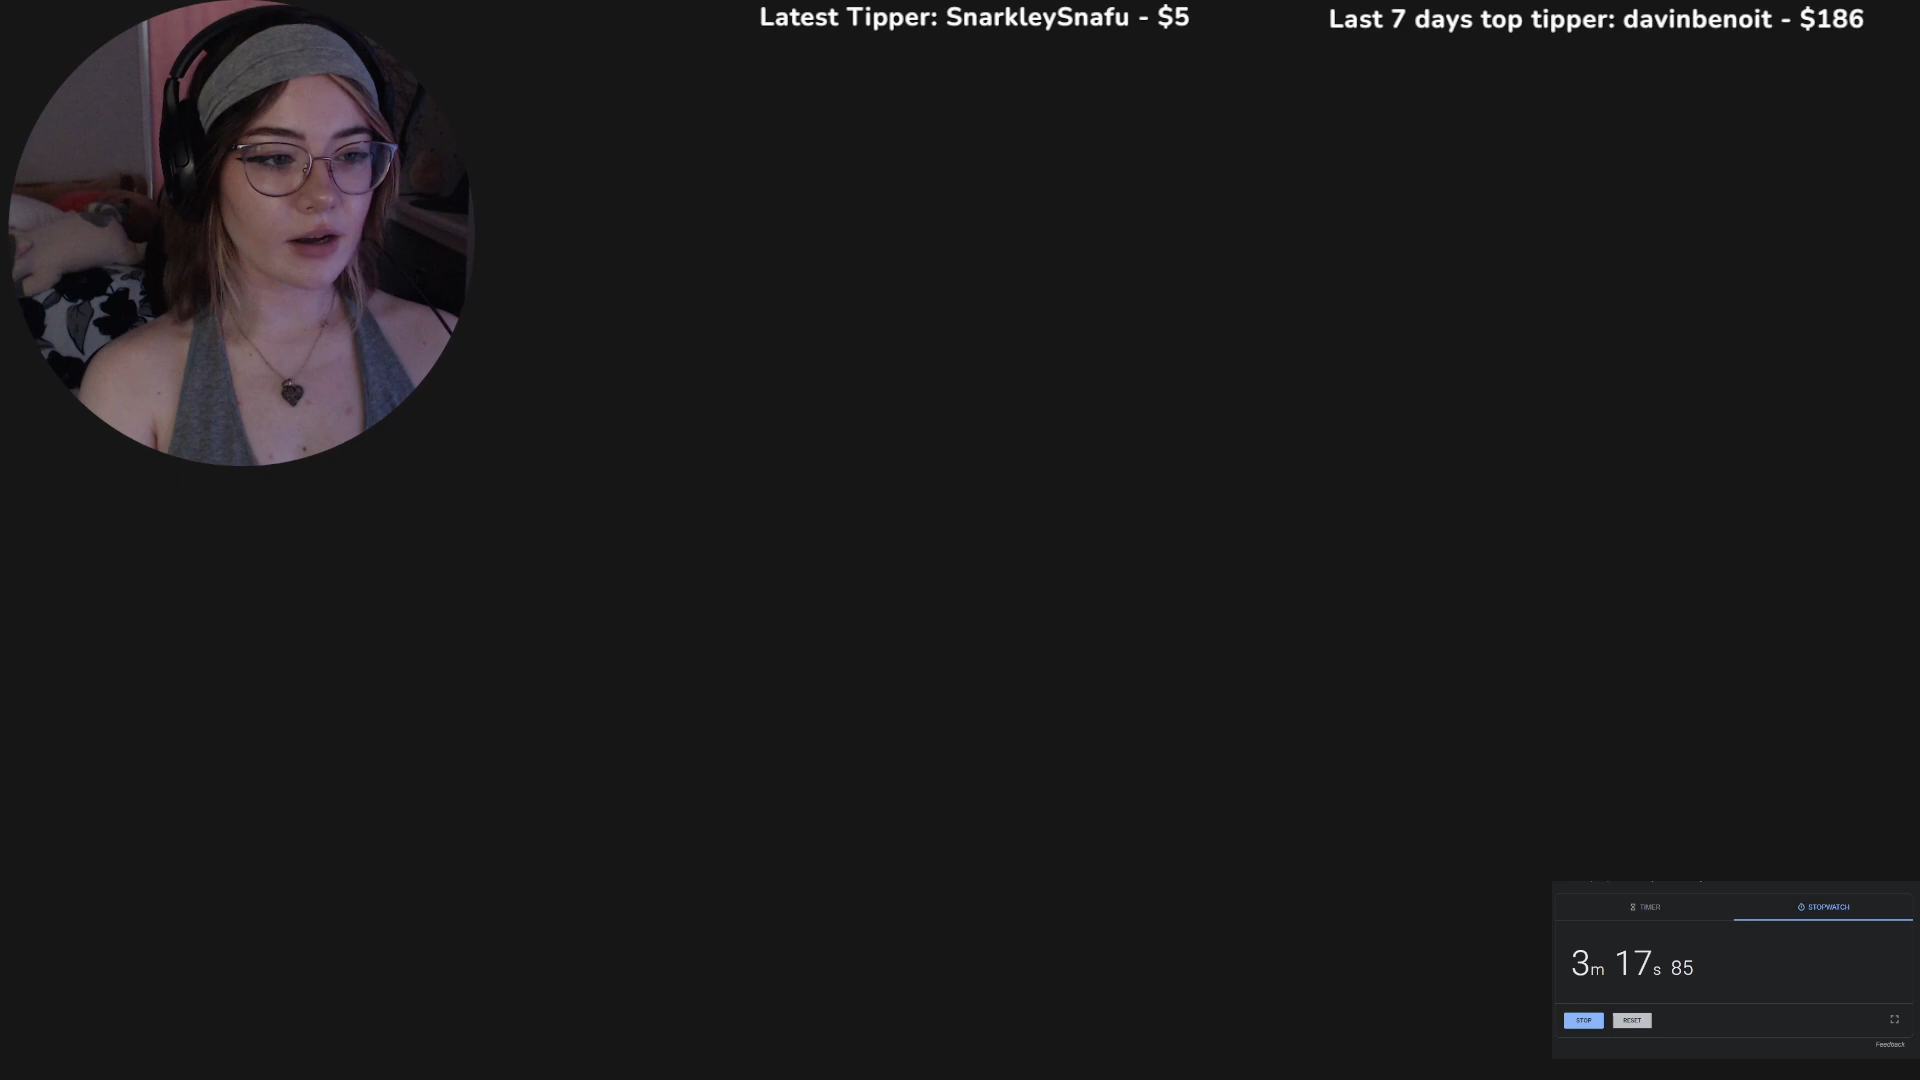 Latest Tipper: SnarkleySnafu - $5
Last 7 days top tipper: davinbenoit - $186
TIMER
STOPWATCH
3m 17s 85
STOP
RESET
Feedback